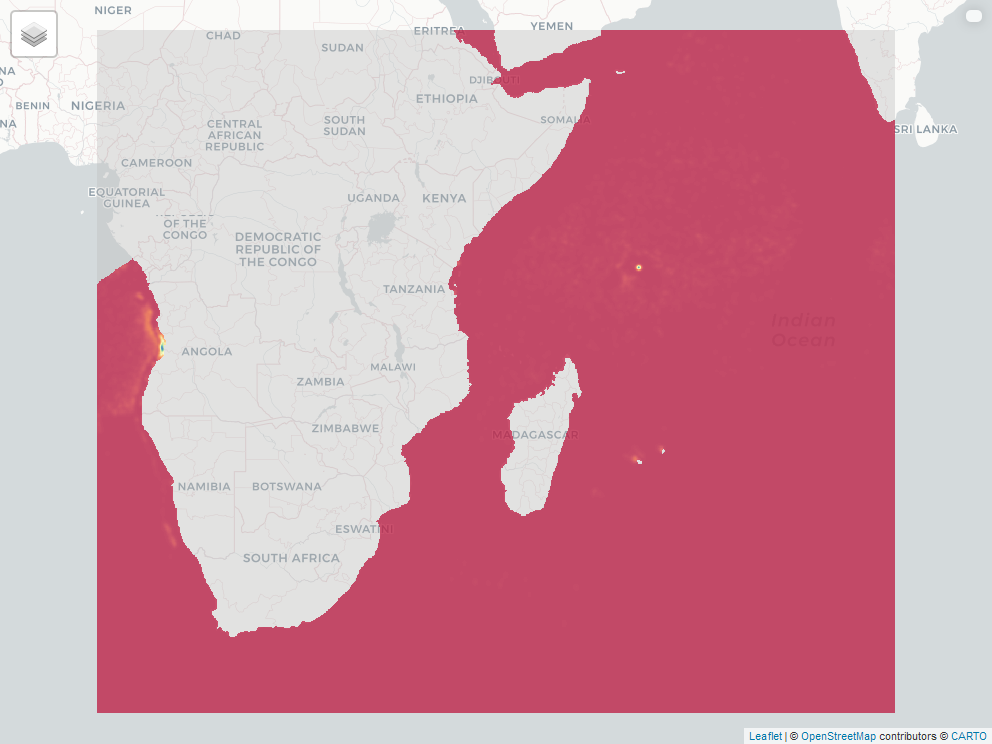 NIGER
CHAD
SUDAN
ERITREA
YEMEN
NA
BENIN
NIGERIA
NA
DJIBOUTI
ETHIOPIA
CENTRAL
AFRICAN
REPUBLIC
SOUTH
SUDAN
SOMALIA
SRI LANKA
CAMEROON
EQUATORIAL
GUINEA
UGANDA
KENYA
OF THE
CONGO
DEMOCRATIC
REPUBLIC OF
THE CONGO
TANZANIA
Indian
Ocean
ANGOLA
MALAWI
ZAMBIA
ZIMBABWE
MADAGASCAR
NAMIBIA
BOTSWANA
ESWATINI
SOUTH AFRICA
Leaflet | © OpenStreetMap contributors © CARTO